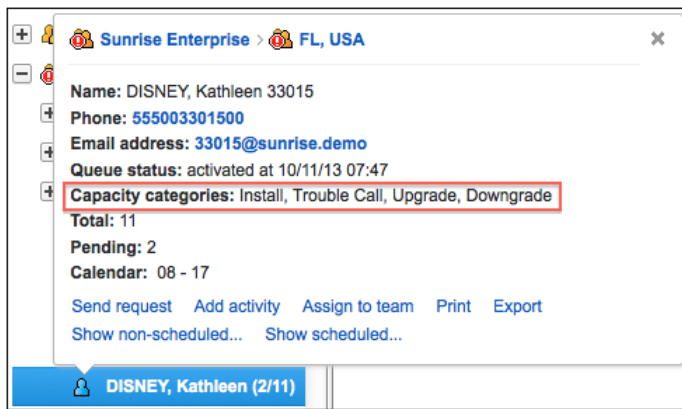 Sunrise Enterprise > FL, USA
Name: DISNEY, Kathleen 33015
Phone: 555003301500
Email address: 33015@sunrise.demo
Queue status: activated at 10/11/13 07:47
Capacity categories: Install, Trouble Call, Upgrade, Downgrade
Total: 11
Pending: 2
Calendar: 08 - 17
Send request Add activity Assign to team Print Export
Show non-scheduled... Show scheduled...
DISNEY, Kathleen (2/11)